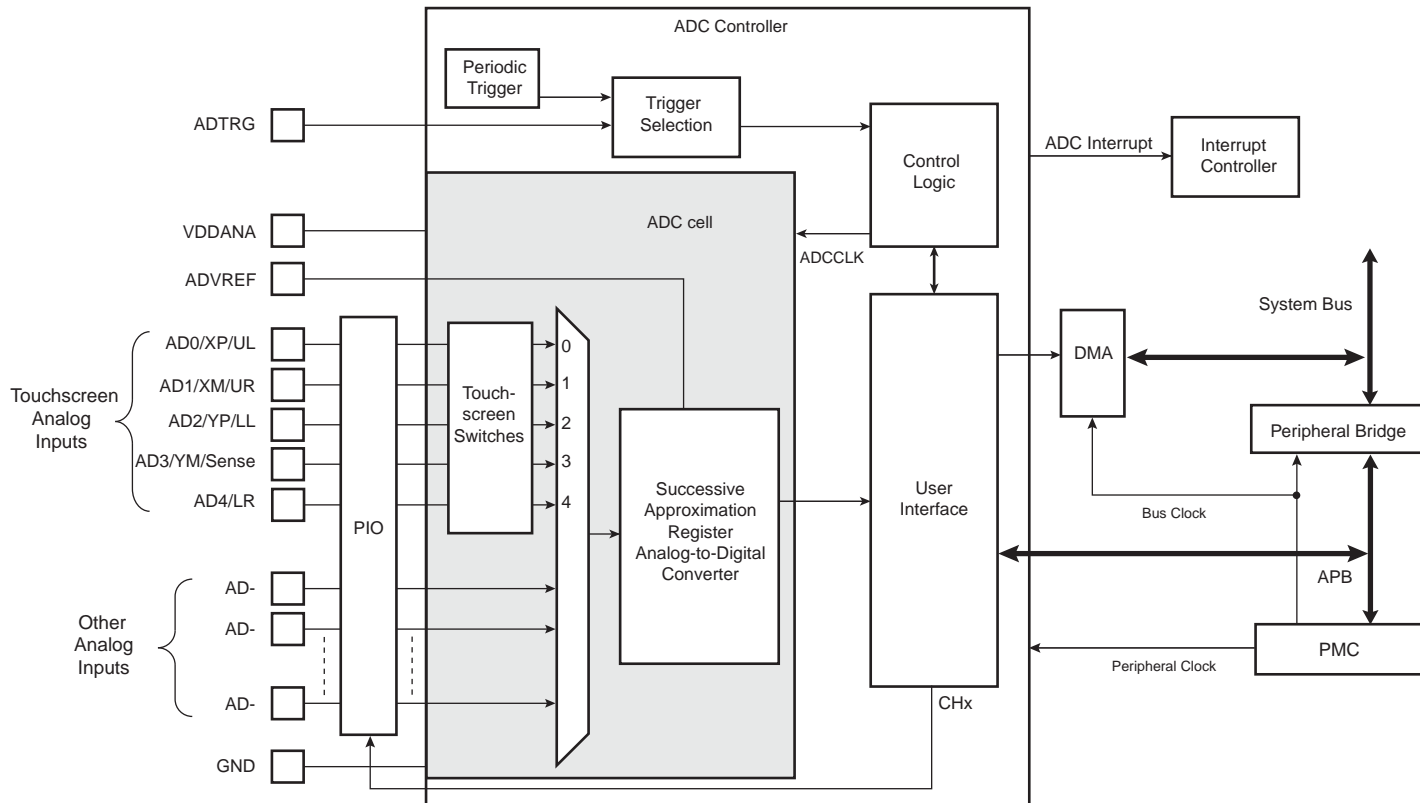 ADC Controller
Periodic
Trigger
Trigger
Selection
ADTRG
Control
Logic
ADC Interrupt
Interrupt
Controller
VDDANA
ADC cell
ADCCLK
ADVREF
System Bus
Touchscreen
Analog
Inputs
AD0/XP/UL
AD1/XM/UR
AD2/YP/LL
AD3/YM/Sense
AD4/LR
PIO
Touch-
screen
Switches
0
1
2
3
4
Successive
Approximation
Register
Analog-to-Digital
Converter
User
Interface
DMA
Peripheral Bridge
Bus Clock
APB
Other
Analog
Inputs
AD-
AD-
AD-
PMC
Peripheral Clock
CHx
GND